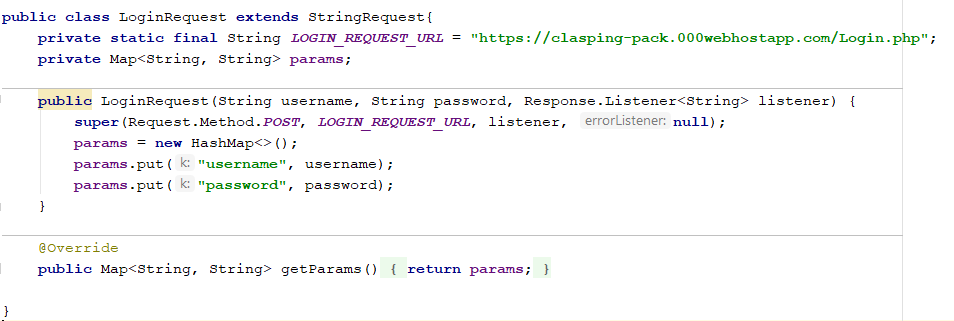 public class LoginRequest extends StringRequest{
    private static final String LOGIN_REQUEST_URL = "https://clasping-pack.000webhostapp.com/Login.php";
    private Map<String, String> params;
    public LoginRequest(String username, String password, Response.Listener<String> listener) {
        super(Request.Method.POST, LOGIN_REQUEST_URL, listener, errorListener: null);
        params = new HashMap<>();
        params.put( k: "username", username);
        params.put( k: "password", password);
    }
    @Override
    public Map<String, String> getParams() { return params; }
}